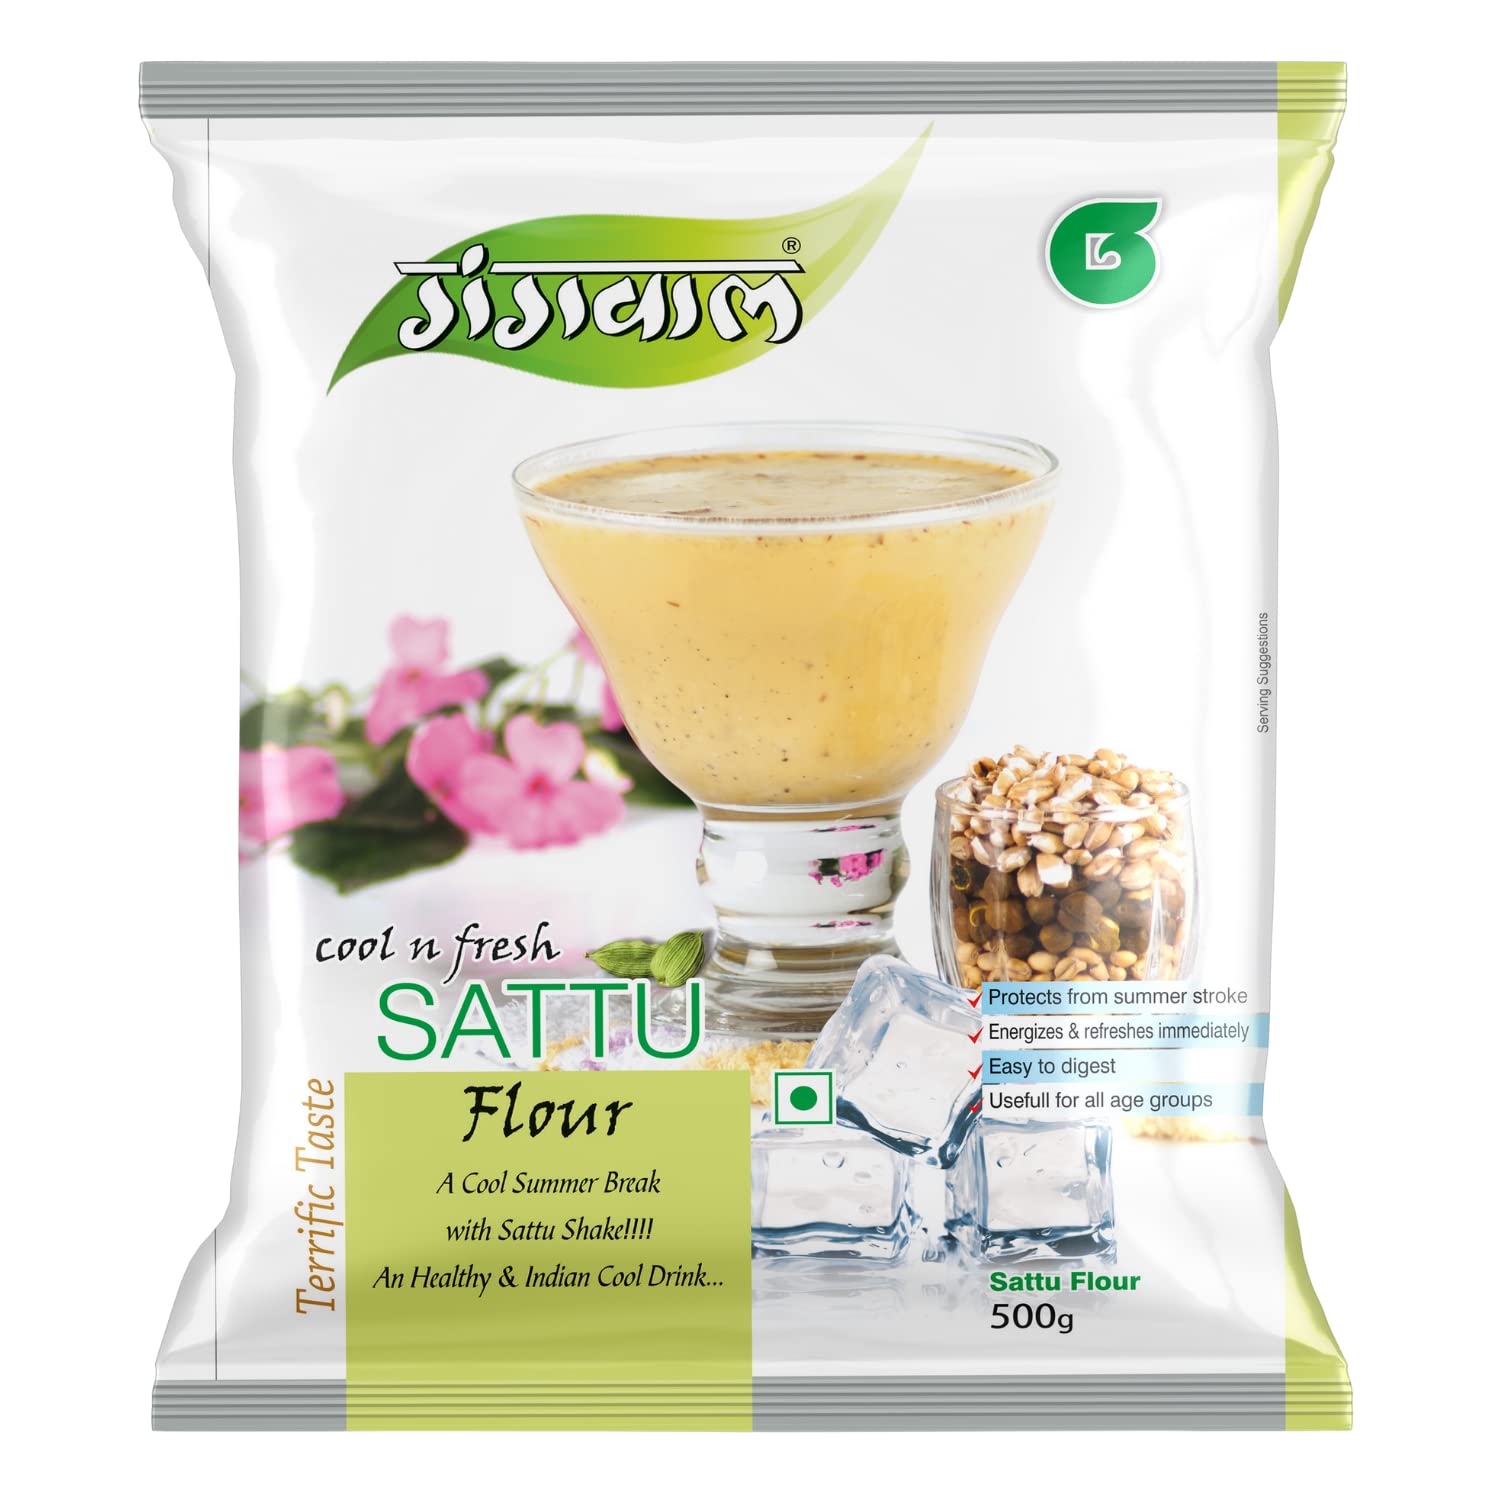 गंगवाल®
Serving Suggestions
cool n fresh
SATTU
Flour
Terrific Taste
A Cool Summer Break
with Sattu Shake!!!!
An Healthy & Indian Cool Drink...
Protects from summer stroke
Energizes & refreshes immediately
Easy to digest
Usefull for all age groups
Sattu Flour
500g